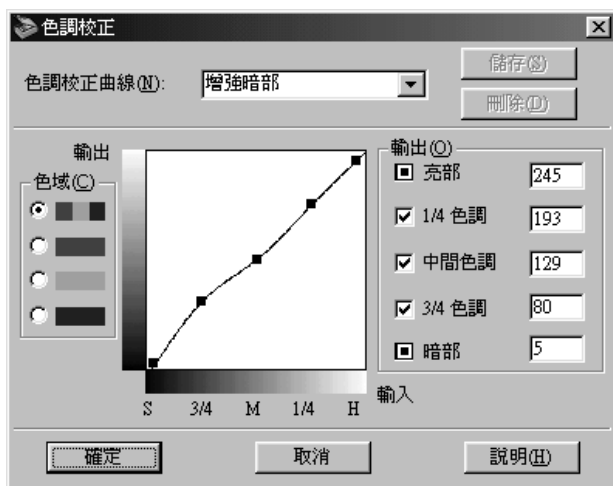 色調校正
色調校正曲線(N):
增強暗部
儲存(S)
刪除(D)
輸出
色域(C)
輸出(O)
亮部
245
1/4 色調
193
中間色調
129
3/4 色調
80
暗部
5
S 3/4 M 1/4 H
輸入
確定
取消
說明(H)